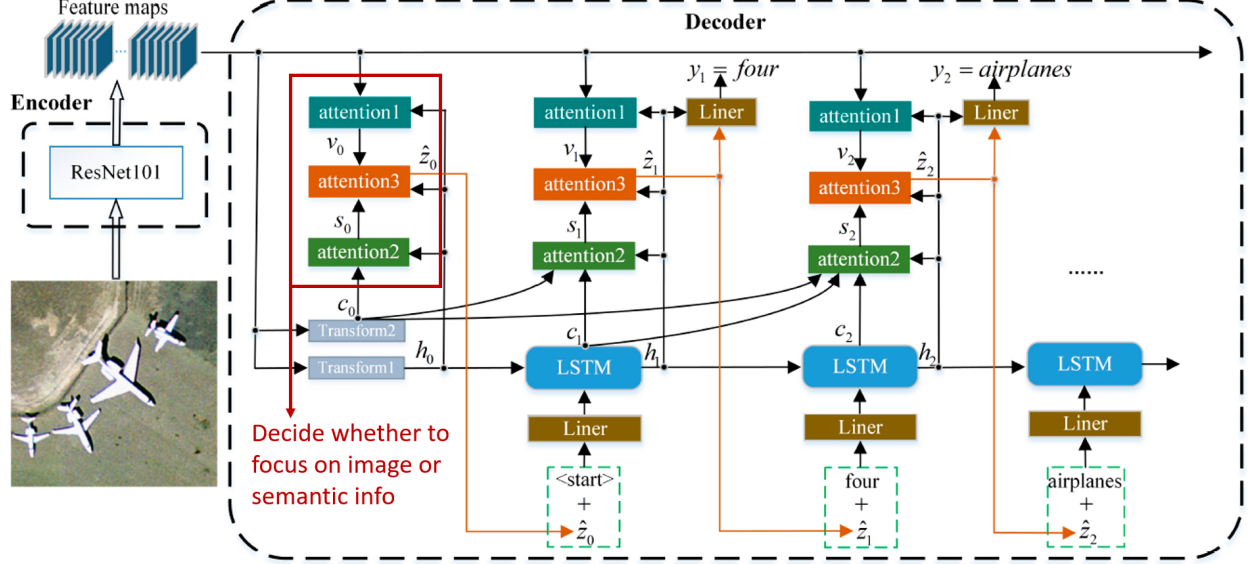 Feature maps
...
Encoder
ResNet101
Decoder
attention1
v₀
attention3
ẑ₀
s₀
attention2
c₀
Transform2
Transform1
h₀
Decide whether to
focus on image or
semantic info
y₁ = four
attention1
Liner
v₁
attention3
ẑ₁
s₁
attention2
c₁
LSTM
h₁
Liner
<start>
+
ẑ₀
y₂ = airplanes
attention1
Liner
v₂
attention3
ẑ₂
s₂
attention2
c₂
LSTM
h₂
Liner
four
+
ẑ₁
......
LSTM
Liner
airplanes
+
ẑ₂